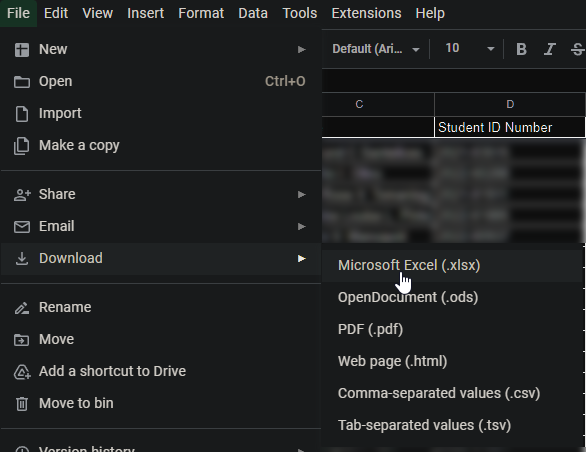 File Edit View Insert Format Data Tools Extensions Help
New
Default (Ari... 10 B I S
Open Ctrl+O
Import
C D
Student ID Number
Make a copy
Share
Email
Download
Microsoft Excel (.xlsx)
OpenDocument (.ods)
Rename
PDF (.pdf)
Move
Web page (.html)
Add a shortcut to Drive
Comma-separated values (.csv)
Move to bin
Tab-separated values (.tsv)
Version history